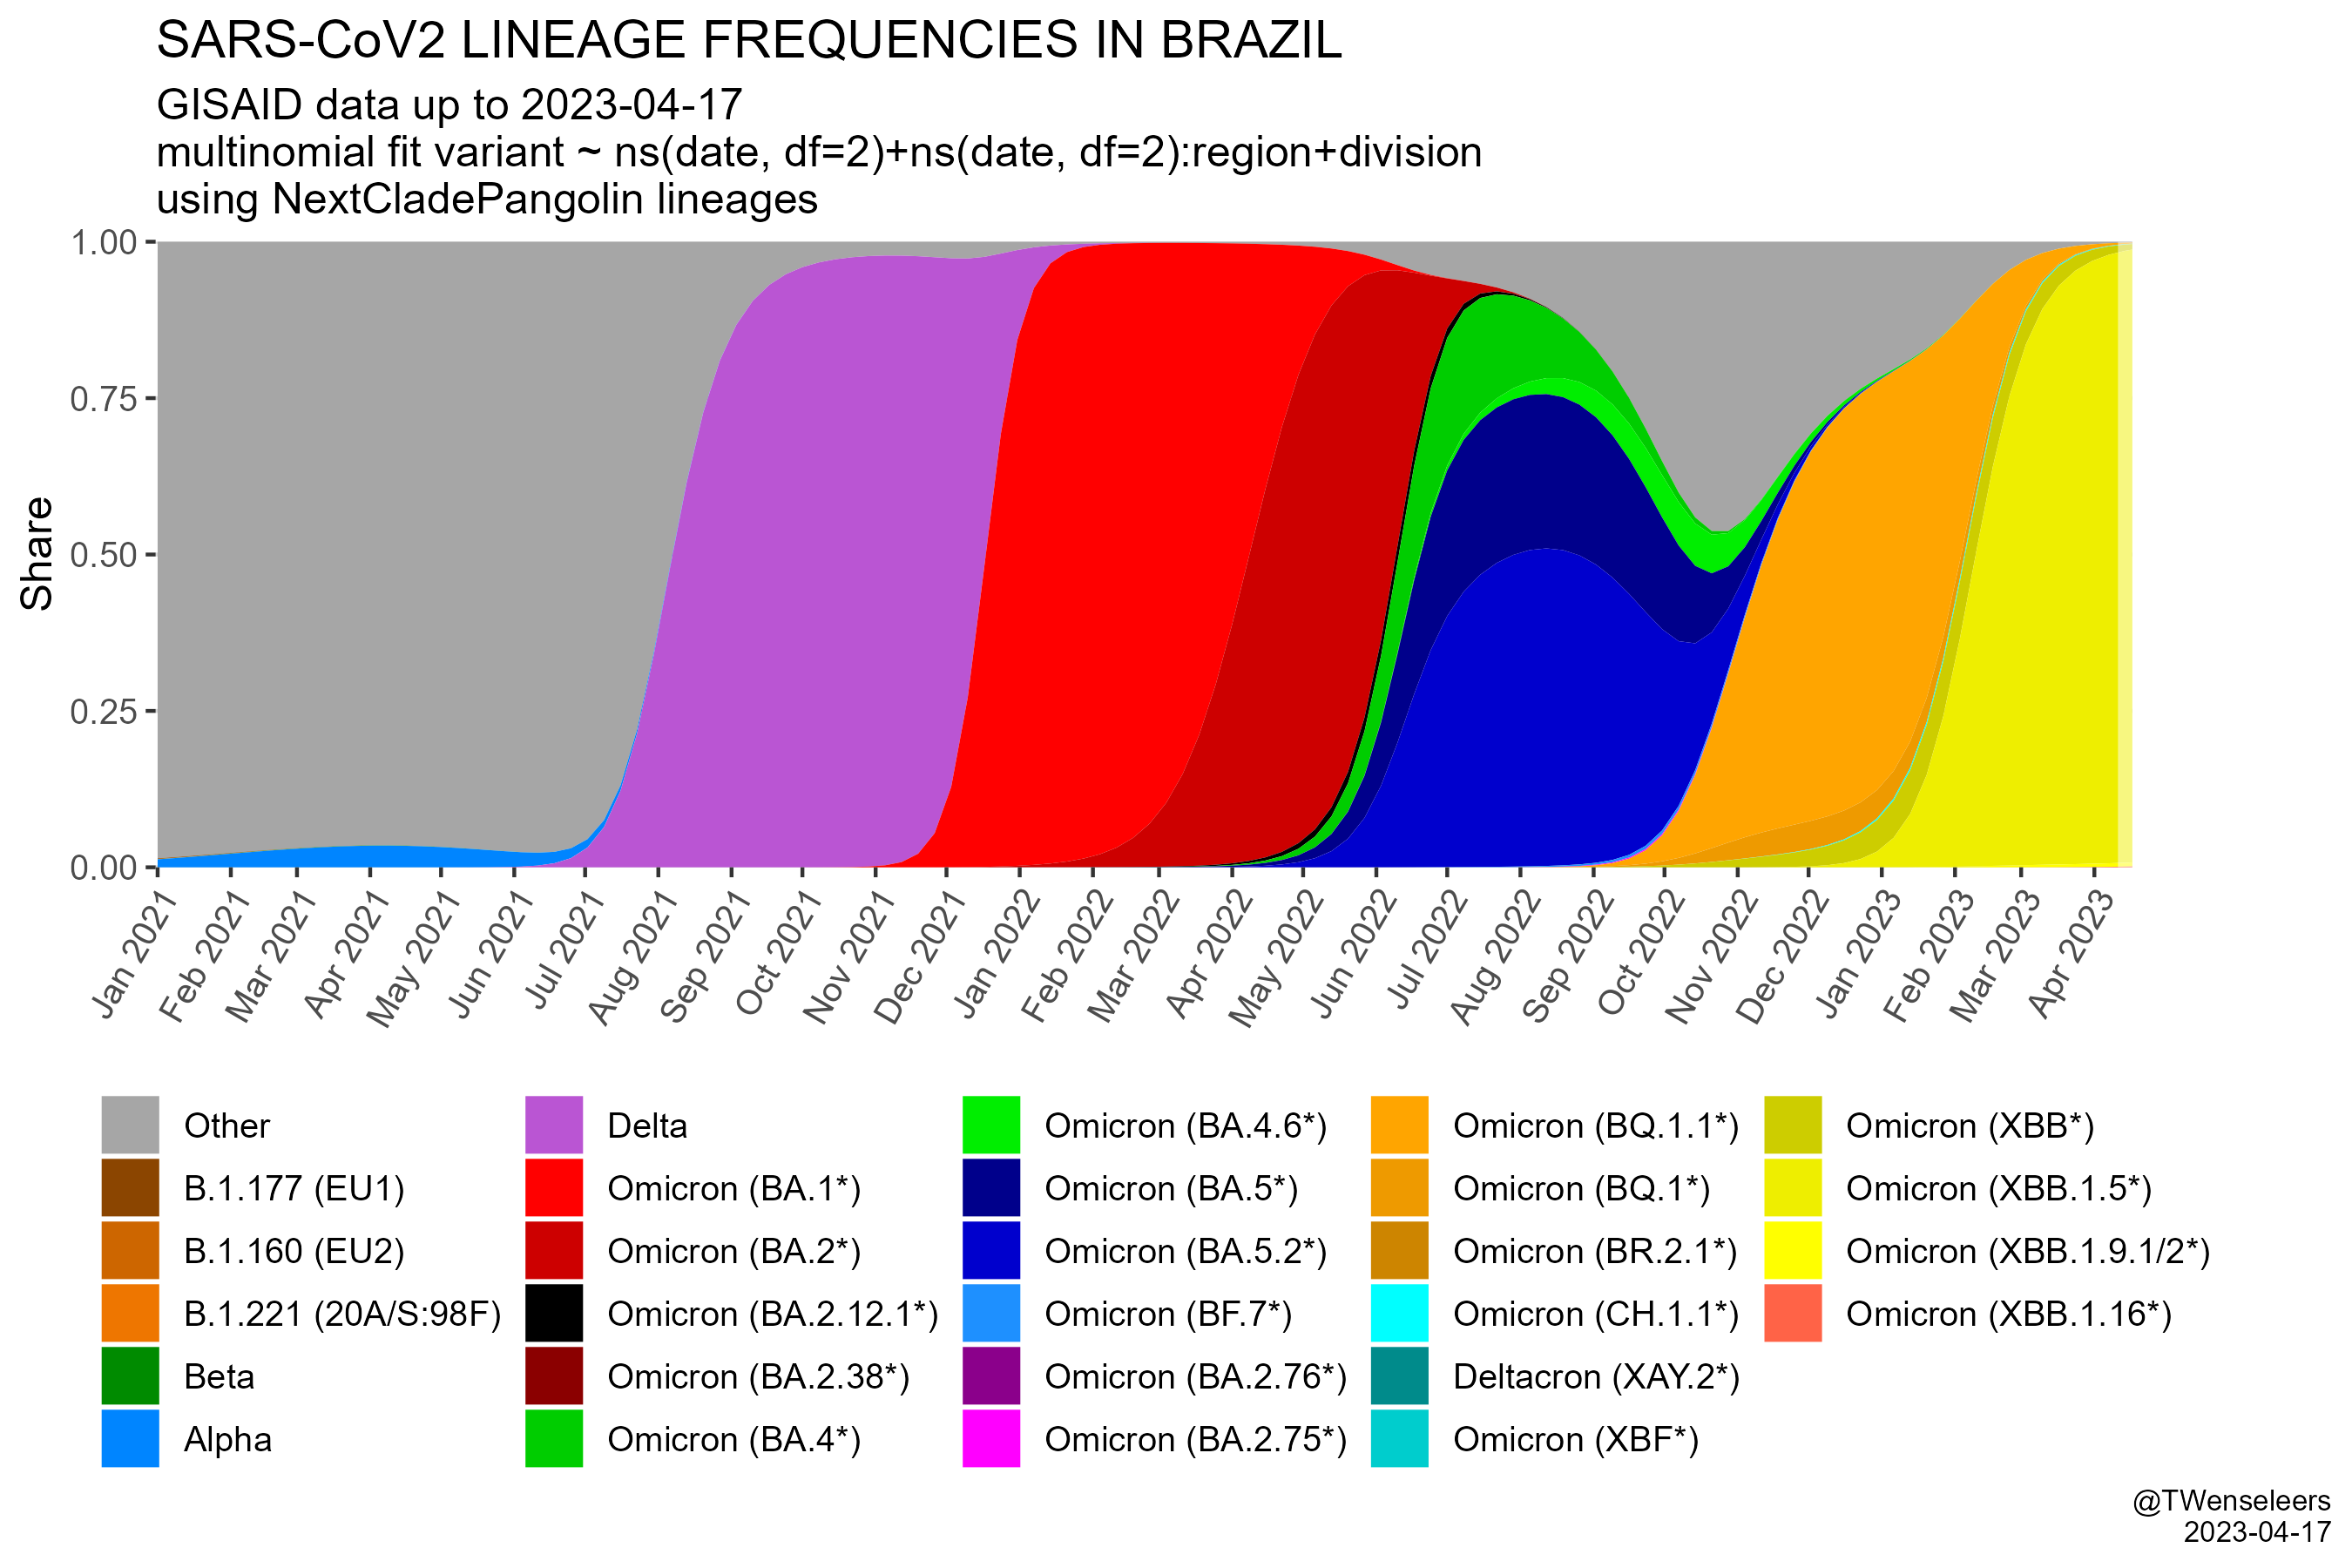 SARS-CoV2 LINEAGE FREQUENCIES IN BRAZIL
GISAID data up to 2023-04-17
multinomial fit variant ~ ns(date, df=2)+ns(date, df=2):region+division
using NextCladePangolin lineages
Share
1.00
0.75
0.50
0.25
0.00
Jan 2021
Feb 2021
Mar 2021
Apr 2021
May 2021
Jun 2021
Jul 2021
Aug 2021
Sep 2021
Oct 2021
Nov 2021
Dec 2021
Jan 2022
Feb 2022
Mar 2022
Apr 2022
May 2022
Jun 2022
Jul 2022
Aug 2022
Sep 2022
Oct 2022
Nov 2022
Dec 2022
Jan 2023
Feb 2023
Mar 2023
Apr 2023
Other
B.1.177 (EU1)
B.1.160 (EU2)
B.1.221 (20A/S:98F)
Beta
Alpha
Delta
Omicron (BA.1*)
Omicron (BA.2*)
Omicron (BA.2.12.1*)
Omicron (BA.2.38*)
Omicron (BA.4*)
Omicron (BA.4.6*)
Omicron (BA.5*)
Omicron (BA.5.2*)
Omicron (BF.7*)
Omicron (BA.2.76*)
Omicron (BA.2.75*)
Omicron (BQ.1.1*)
Omicron (BQ.1*)
Omicron (BR.2.1*)
Omicron (CH.1.1*)
Deltacron (XAY.2*)
Omicron (XBF*)
Omicron (XBB*)
Omicron (XBB.1.5*)
Omicron (XBB.1.9.1/2*)
Omicron (XBB.1.16*)
@TWenseleers
2023-04-17